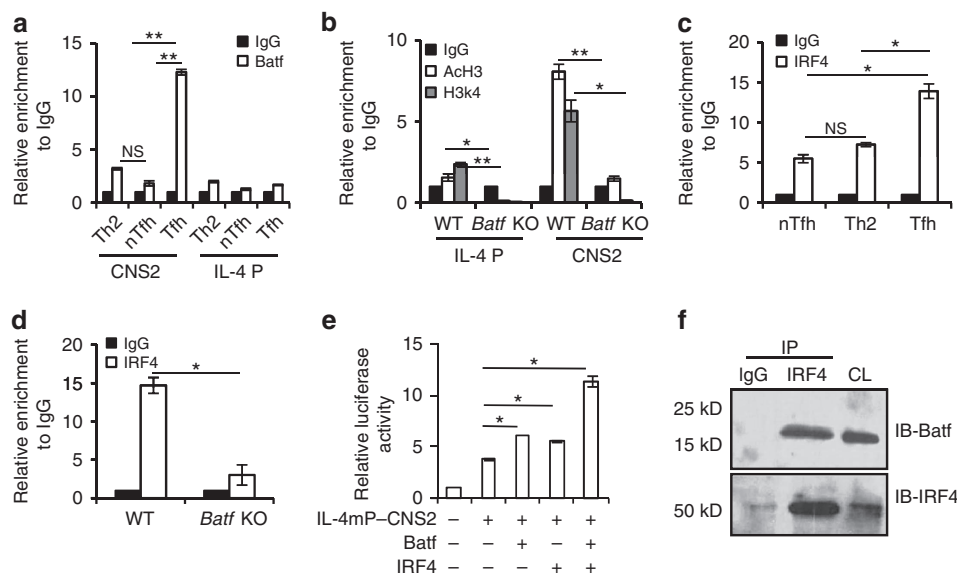 a
Relative enrichment
to IgG
15
10
5
0
IgG
Batf
**
**
NS
Th2
nTfh
Tfh
Th2
nTfh
Tfh
CNS2
IL-4 P
b
Relative enrichment
to IgG
10
5
0
IgG
AcH3
H3k4
*
**
**
*
WT Batf KO WT Batf KO
IL-4 P
CNS2
c
Relative enrichment
to IgG
20
15
10
5
0
IgG
IRF4
*
*
NS
nTfh Th2 Tfh
d
Relative enrichment
to IgG
20
15
10
5
0
IgG
IRF4
*
WT Batf KO
e
Relative luciferase
activity
15
10
5
0
*
*
*
IL-4mP–CNS2 – + + + +
Batf – – + – +
IRF4 – – – + +
f
IP
IgG IRF4 CL
25 kD
15 kD
IB-Batf
50 kD
IB-IRF4